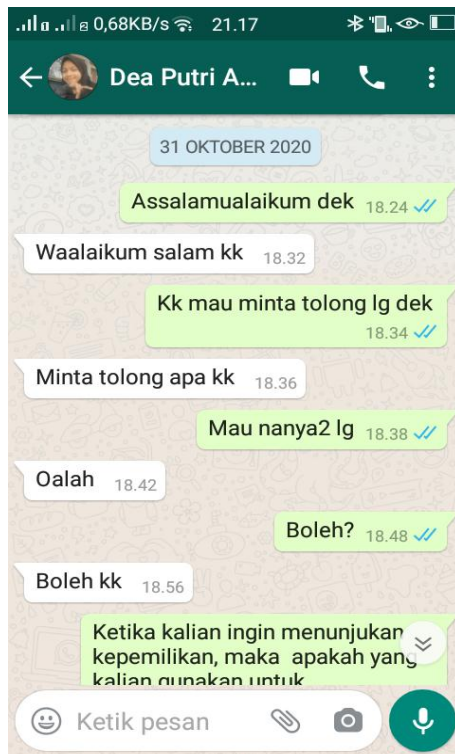 0,68KB/s 21.17
Dea Putri A...
31 OKTOBER 2020
Assalamualaikum dek 18.24
Waalaikum salam kk 18.32
Kk mau minta tolong lg dek
18.34
Minta tolong apa kk 18.36
Mau nanya2 lg 18.38
Oalah 18.42
Boleh? 18.48
Boleh kk 18.56
Ketika kalian ingin menunjukan
kepemilikan, maka apakah yang
kalian gunakan untuk
Ketik pesan